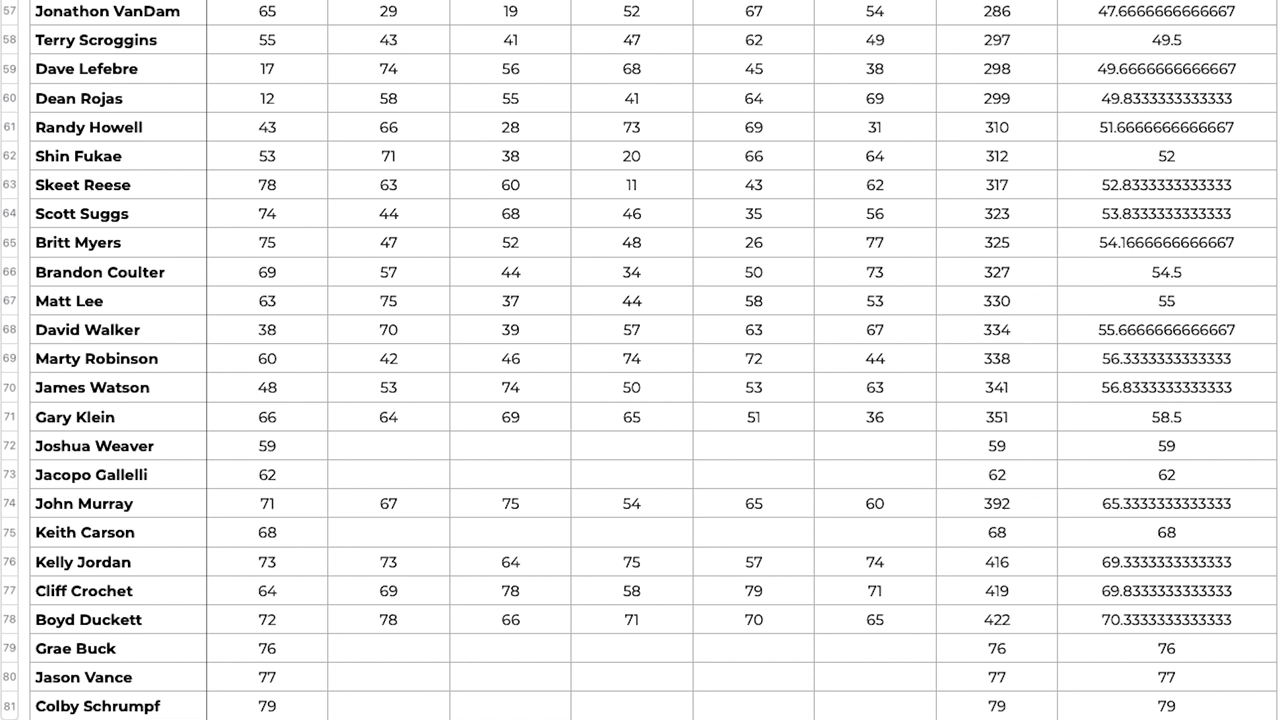 57 Jonathon VanDam 65 29 19 52 67 54 286 47.6666666666667
58 Terry Scroggins 55 43 41 47 62 49 297 49.5
59 Dave Lefebre 17 74 56 68 45 38 298 49.6666666666667
60 Dean Rojas 12 58 55 41 64 69 299 49.8333333333333
61 Randy Howell 43 66 28 73 69 31 310 51.6666666666667
62 Shin Fukae 53 71 38 20 66 64 312 52
63 Skeet Reese 78 63 60 11 43 62 317 52.8333333333333
64 Scott Suggs 74 44 68 46 35 56 323 53.8333333333333
65 Britt Myers 75 47 52 48 26 77 325 54.1666666666667
66 Brandon Coulter 69 57 44 34 50 73 327 54.5
67 Matt Lee 63 75 37 44 58 53 330 55
68 David Walker 38 70 39 57 63 67 334 55.6666666666667
69 Marty Robinson 60 42 46 74 72 44 338 56.3333333333333
70 James Watson 48 53 74 50 53 63 341 56.8333333333333
71 Gary Klein 66 64 69 65 51 36 351 58.5
72 Joshua Weaver 59 59 59
73 Jacopo Gallelli 62 62 62
74 John Murray 71 67 75 54 65 60 392 65.3333333333333
75 Keith Carson 68 68 68
76 Kelly Jordan 73 73 64 75 57 74 416 69.3333333333333
77 Cliff Crochet 64 69 78 58 79 71 419 69.8333333333333
78 Boyd Duckett 72 78 66 71 70 65 422 70.3333333333333
79 Grae Buck 76 76 76
80 Jason Vance 77 77 77
81 Colby Schrumpf 79 79 79